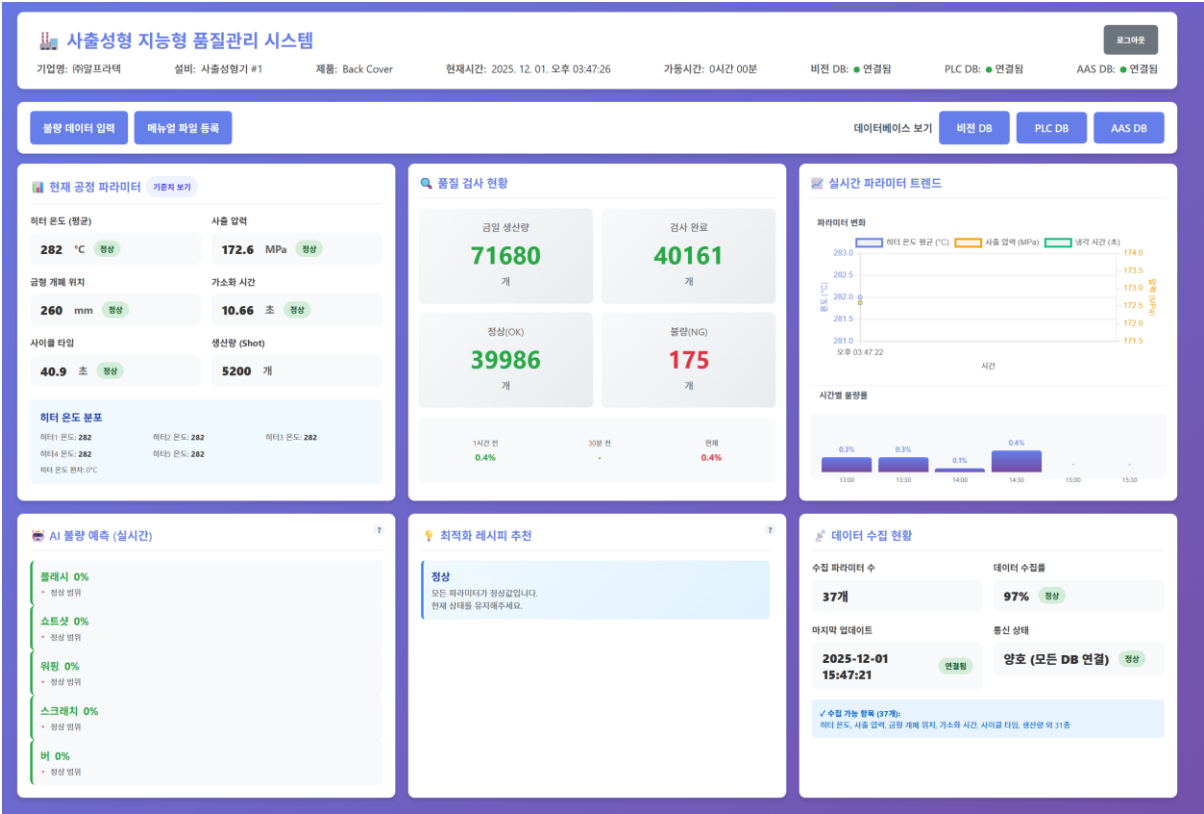 사출성형 지능형 품질관리 시스템
로그아웃
기업명: ㈜알프라텍 설비: 사출성형기 #1 제품: Back Cover 현재시간: 2025. 12. 01. 오후 03:47:26 가동시간: 0시간 00분 비전 DB: ● 연결됨 PLC DB: ● 연결됨 AAS DB: ● 연결됨
불량 데이터 입력 메뉴얼 파일 등록 데이터베이스 보기 비전 DB PLC DB AAS DB
현재 공정 파라미터 기준치 보기
히터 온도 (평균) 사출 압력
282 °C 정상 172.6 MPa 정상
금형 개폐 위치 가소화 시간
260 mm 정상 10.66 초 정상
사이클 타임 생산량 (Shot)
40.9 초 정상 5200 개
히터 온도 분포
히터1 온도: 282 히터2 온도: 282 히터3 온도: 282
히터4 온도: 282 히터5 온도: 282
히터 온도 편차: 0°C
품질 검사 현황
금일 생산량 검사 완료
71680 40161
개 개
정상(OK) 불량(NG)
39986 175
개 개
1시간 전 30분 전 현재
0.4% - 0.4%
실시간 파라미터 트렌드
파라미터 변화
히터 온도 평균 (°C) 사출 압력 (MPa) 냉각 시간 (초)
283.0 174.0
173.5
282.5
282.0 173.0
172.5
281.5
172.0
281.0 171.5
온도 (°C)
압력 (MPa)
오후 03:47:22
시간
시간별 불량률
0.3% 0.3% 0.1% 0.4% - -
13:00 13:30 14:00 14:30 15:00 15:30
AI 불량 예측 (실시간) ?
플래시 0%
• 정상 범위
쇼트샷 0%
• 정상 범위
워핑 0%
• 정상 범위
스크래치 0%
• 정상 범위
버 0%
• 정상 범위
최적화 레시피 추천 ?
정상
모든 파라미터가 정상값입니다.
현재 상태를 유지해주세요.
데이터 수집 현황
수집 파라미터 수 데이터 수집률
37개 97% 정상
마지막 업데이트 통신 상태
2025-12-01
15:47:21 연결됨 양호 (모든 DB 연결) 정상
✓ 수집 가능 항목 (37개):
히터 온도, 사출 압력, 금형 개폐 위치, 가소화 시간, 사이클 타임, 생산량 외 31종